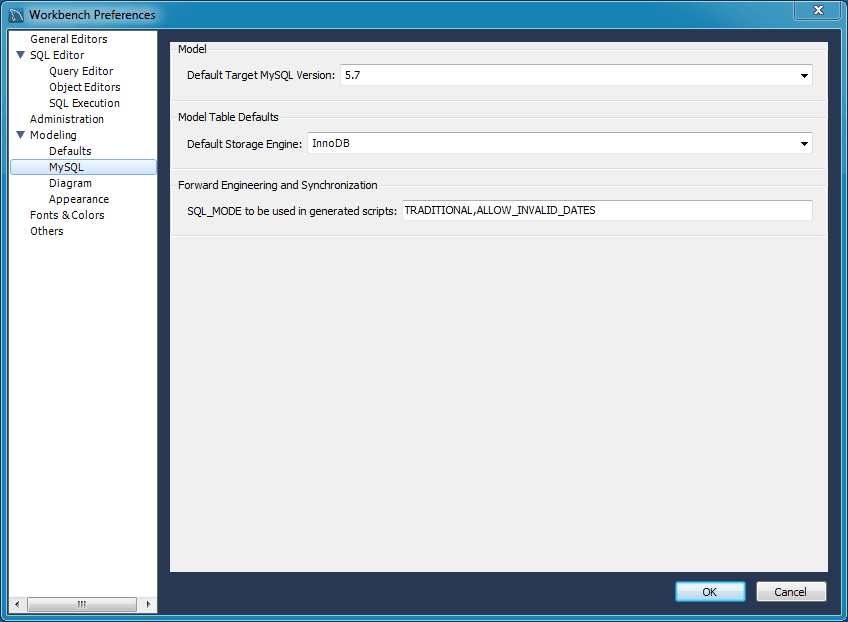 Workbench Preferences
General Editors
SQL Editor
Query Editor
Object Editors
SQL Execution
Administration
Modeling
Defaults
MySQL
Diagram
Appearance
Fonts & Colors
Others
Model
Default Target MySQL Version: 5.7
Model Table Defaults
Default Storage Engine: InnoDB
Forward Engineering and Synchronization
SQL_MODE to be used in generated scripts: TRADITIONAL,ALLOW_INVALID_DATES
OK Cancel